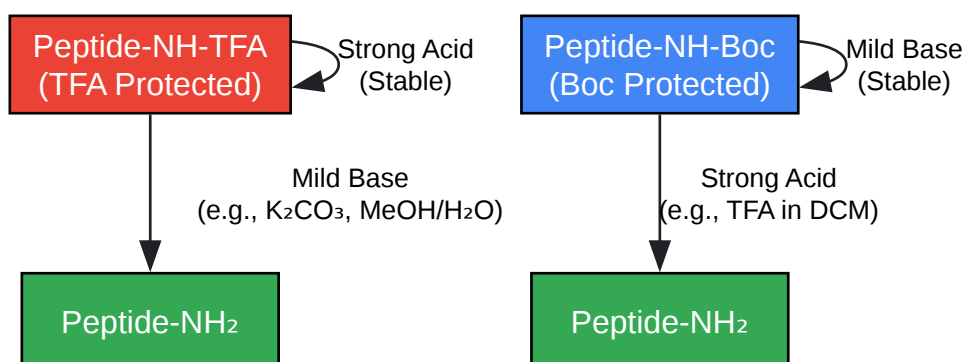 Peptide-NH-TFA
(TFA Protected)
Strong Acid
(Stable)
Peptide-NH-Boc
(Boc Protected)
Mild Base
(Stable)
Mild Base
(e.g., K₂CO₃, MeOH/H₂O)
Strong Acid
(e.g., TFA in DCM)
Peptide-NH₂
Peptide-NH₂